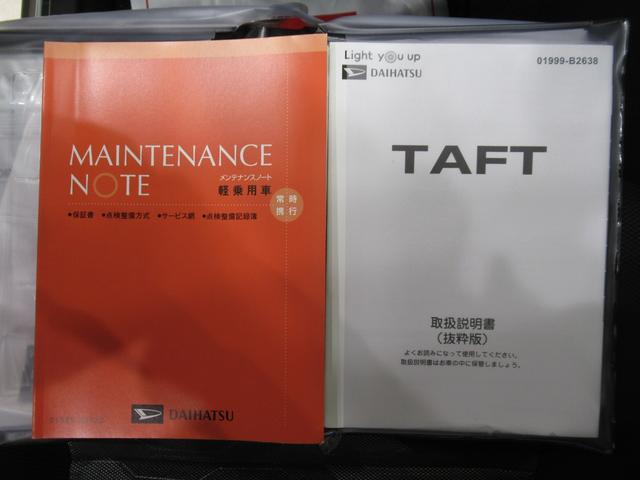 MAINTENANCE
NOTE
メンテナンスノート
軽乗用車
常時
携行
●保証書 ●点検整備方式 ●サービス網 ●点検整備記録簿
DAIHATSU
Light you up
DAIHATSU
01999-B2638
TAFT
取扱説明書
(抜粋版)
よくお読みになって使用してください。
取扱説明書はお車の中に保管しましょう。